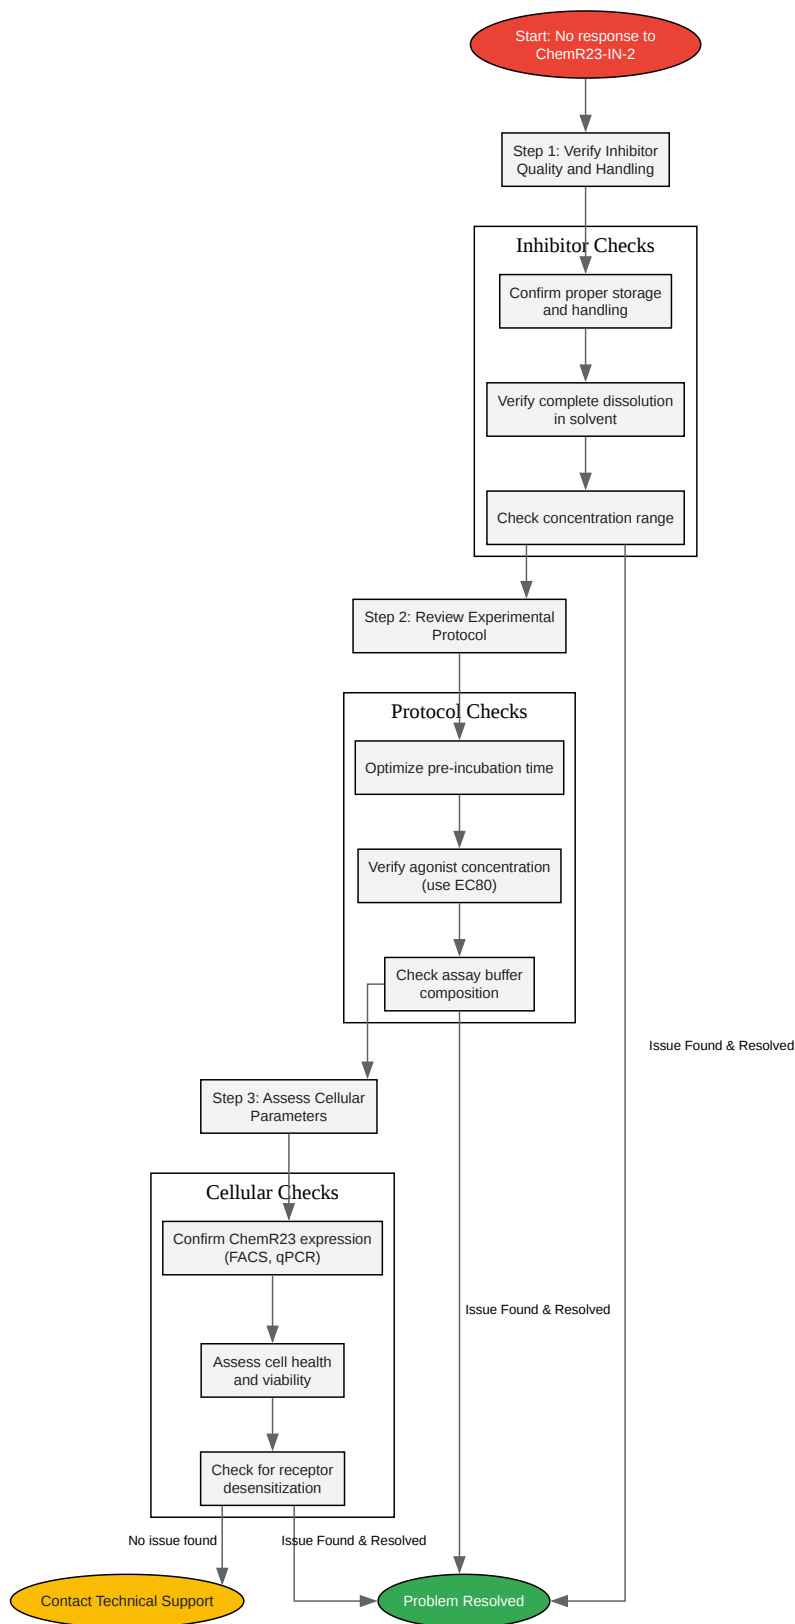 Start: No response to
ChemR23-IN-2
Step 1: Verify Inhibitor
Quality and Handling
Inhibitor Checks
Confirm proper storage
and handling
Verify complete dissolution
in solvent
Check concentration range
Step 2: Review Experimental
Protocol
Protocol Checks
Optimize pre-incubation time
Verify agonist concentration
(use EC80)
Check assay buffer
composition
Issue Found & Resolved
Step 3: Assess Cellular
Parameters
Cellular Checks
Confirm ChemR23 expression
(FACS, qPCR)
Issue Found & Resolved
Assess cell health
and viability
Check for receptor
desensitization
No issue found
Issue Found & Resolved
Contact Technical Support
Problem Resolved